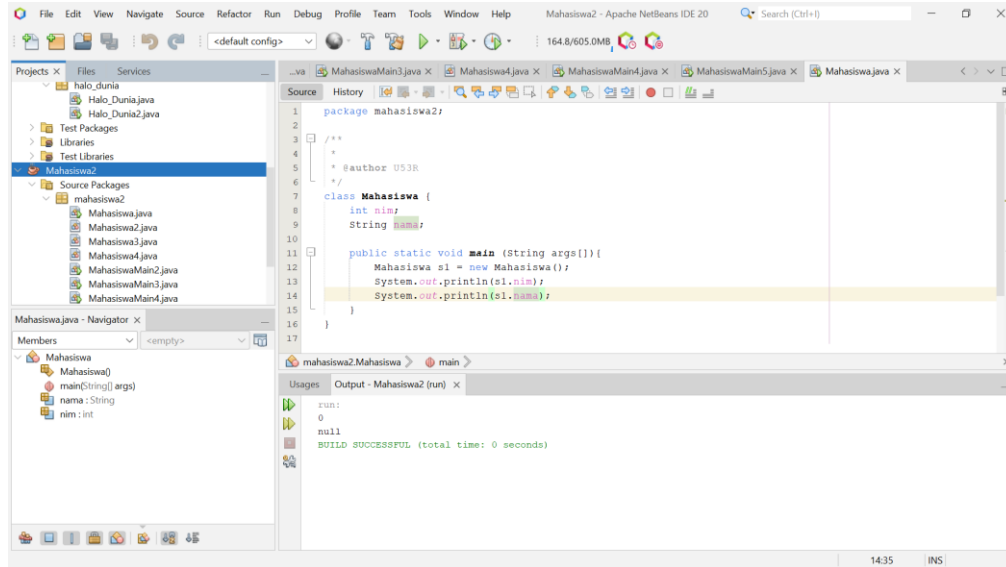 File Edit View Navigate Source Refactor Run Debug Profile Team Tools Window Help Mahasiswa2 - Apache NetBeans IDE 20 Search (Ctrl+I)
<default config> 164.8/605.0MB
Projects Files Services
halo_dunia
Halo_Dunia.java
Halo_Dunia2.java
Test Packages
Libraries
Test Libraries
Mahasiswa2
Source Packages
mahasiswa2
Mahasiswa.java
Mahasiswa2.java
Mahasiswa3.java
Mahasiswa4.java
MahasiswaMain2.java
MahasiswaMain3.java
MahasiswaMain4.java
Mahasiswa.java - Navigator
Members <empty>
Mahasiswa
Mahasiswa()
main(String[] args)
nama : String
nim : int
...va MahasiswaMain3.java Mahasiswa4.java MahasiswaMain4.java MahasiswaMain5.java Mahasiswa.java
Source History
1 package mahasiswa2;
2
3 /**
4 *
5 * @author U53R
6 */
7 class Mahasiswa {
8 int nim;
9 String nama;
10
11 public static void main (String args[]){
12 Mahasiswa s1 = new Mahasiswa();
13 System.out.println(s1.nim);
14 System.out.println(s1.nama);
15 }
16 }
17
mahasiswa2.Mahasiswa main
Usages Output - Mahasiswa2 (run)
run:
0
null
BUILD SUCCESSFUL (total time: 0 seconds)
14:35 INS